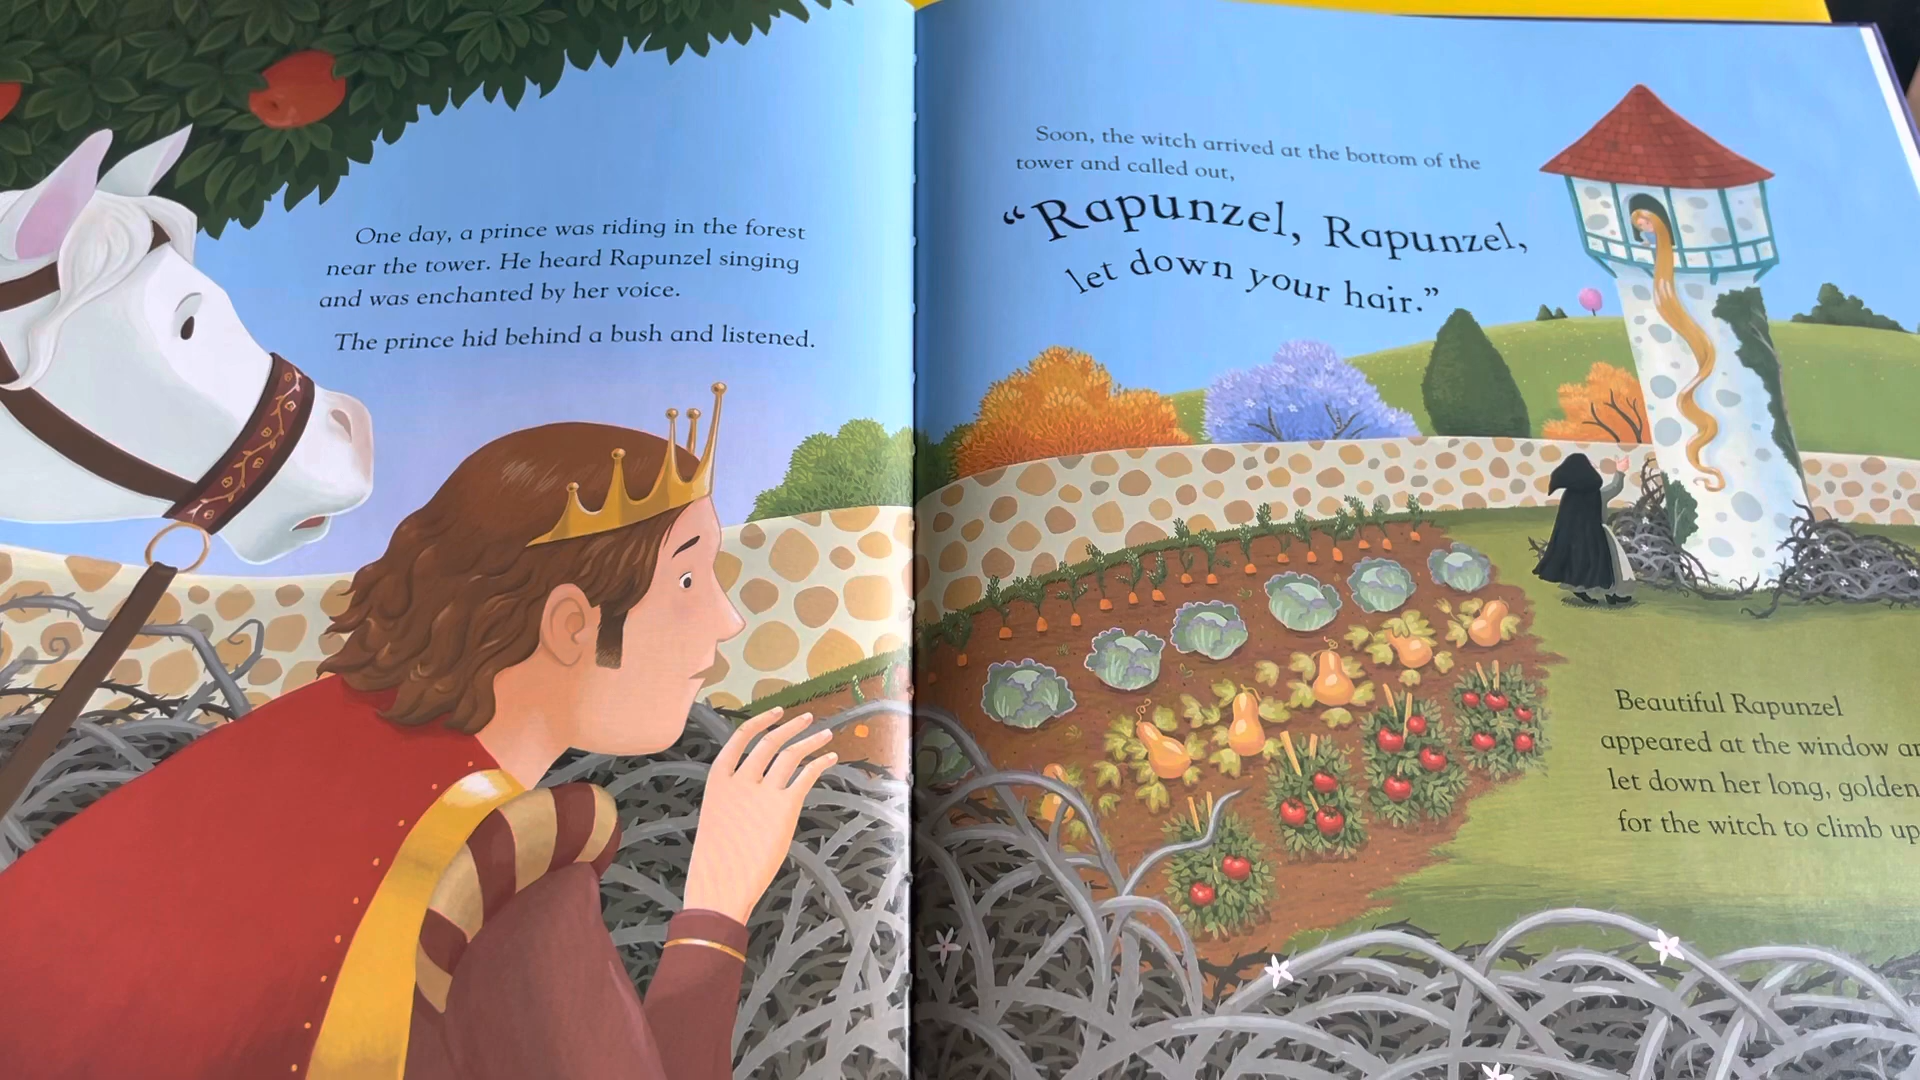 One day, a prince was riding in the forest
near the tower. He heard Rapunzel singing
and was enchanted by her voice.
The prince hid behind a bush and listened.
Soon, the witch arrived at the bottom of the
tower and called out,
“Rapunzel, Rapunzel,
let down your hair.”
Beautiful Rapunzel
appeared at the window
let down her long, golden
for the witch to climb up